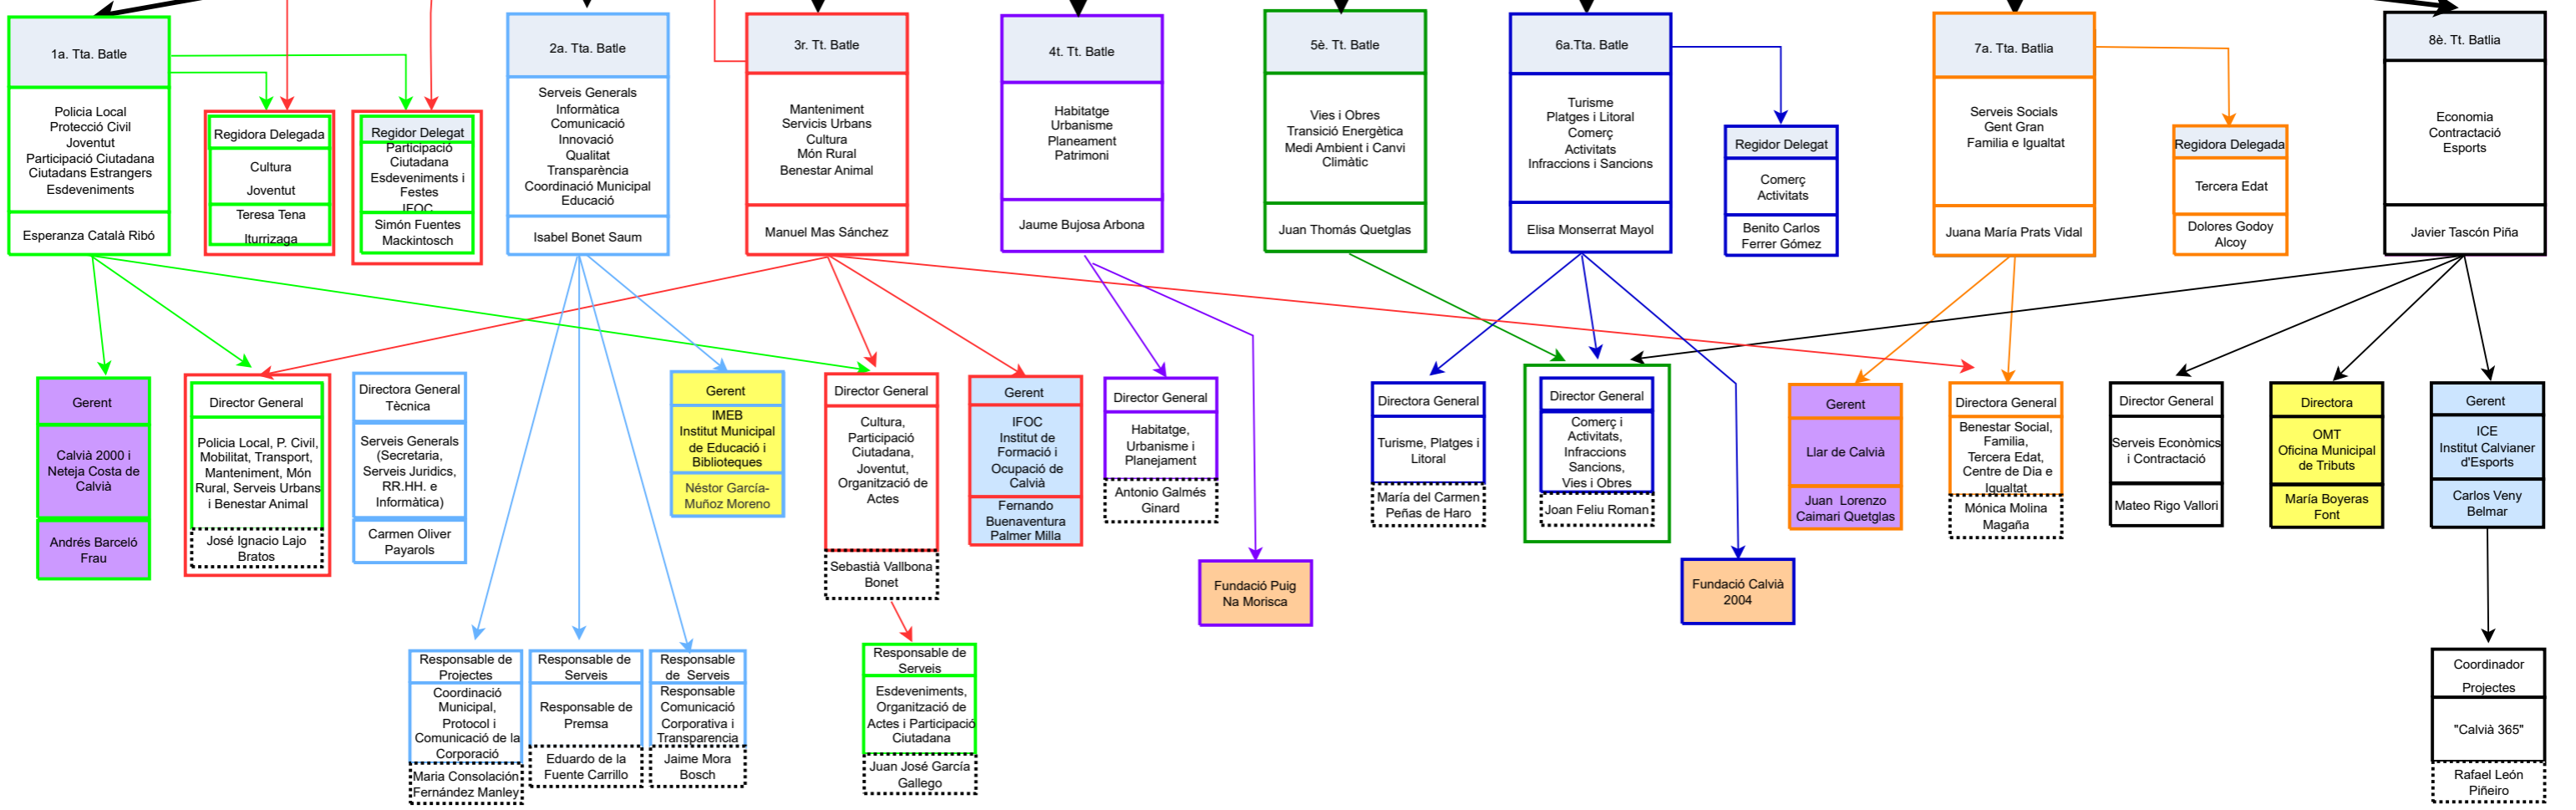 1a. Tta. Batle
Policia Local
Protecció Civil
Joventut
Participació Ciutadana
Ciutadans Estrangers
Esdeveniments
Esperanza Català Ribó
Regidora Delegada
Cultura
Joventut
Teresa Tena
Iturrizaga
Regidor Delegat
Participació
Ciutadana
Esdeveniments i
Festes
IFOC
Simón Fuentes
Mackintosch
2a. Tta. Batle
Serveis Generals
Informàtica
Comunicació
Innovació
Qualitat
Transparència
Coordinació Municipal
Educació
Isabel Bonet Saum
3r. Tt. Batle
Manteniment
Servicis Urbans
Cultura
Món Rural
Benestar Animal
Manuel Mas Sánchez
4t. Tt. Batle
Habitatge
Urbanisme
Planeament
Patrimoni
Jaume Bujosa Arbona
5è. Tt. Batle
Vies i Obres
Transició Energètica
Medi Ambient i Canvi
Climàtic
Juan Thomás Quetglas
6a.Tta. Batle
Turisme
Platges i Litoral
Comerç
Activitats
Infraccions i Sancions
Elisa Monserrat Mayol
Regidor Delegat
Comerç
Activitats
Benito Carlos
Ferrer Gómez
7a. Tta. Batlia
Serveis Socials
Gent Gran
Familia e Igualtat
Juana María Prats Vidal
Regidora Delegada
Tercera Edat
Dolores Godoy
Alcoy
8è. Tt. Batlia
Economia
Contractació
Esports
Javier Tascón Piña
Gerent
Calvià 2000 i
Neteja Costa de
Calvià
Andrés Barceló
Frau
Director General
Policia Local, P. Civil,
Mobilitat, Transport,
Manteniment, Món
Rural, Serveis Urbans
i Benestar Animal
José Ignacio Lajo
Bratos
Directora General
Tècnica
Serveis Generals
(Secretaria,
Serveis Juridics,
RR.HH. e
Informàtica)
Carmen Oliver
Payarols
Gerent
IMEB
Institut Municipal
de Educació i
Biblioteques
Néstor García-
Muñoz Moreno
Director General
Cultura,
Participació
Ciutadana,
Joventut,
Organització de
Actes
Sebastià Vallbona
Bonet
Gerent
IFOC
Institut de
Formació i
Ocupació de
Calvià
Fernando
Buenaventura
Palmer Milla
Director General
Habitatge,
Urbanisme i
Planejament
Antonio Galmés
Ginard
Fundació Puig
Na Morisca
Directora General
Turisme, Platges i
Litoral
María del Carmen
Peñas de Haro
Director General
Comerç i
Activitats,
Infraccions
Sancions,
Vies i Obres
Joan Feliu Roman
Fundació Calvià
2004
Gerent
Llar de Calvià
Juan Lorenzo
Caimari Quetglas
Directora General
Benestar Social,
Familia,
Tercera Edat,
Centre de Dia e
Igualtat
Mónica Molina
Magaña
Director General
Serveis Econòmics
i Contractació
Mateo Rigo Vallori
Directora
OMT
Oficina Municipal
de Tributs
María Boyeras
Font
Gerent
ICE
Institut Calvianer
d'Esports
Carlos Veny
Belmar
Responsable de
Projectes
Coordinació
Municipal,
Protocol i
Comunicació de la
Corporació
Maria Consolación
Fernández Manley
Responsable de
Serveis
Responsable de
Premsa
Eduardo de la
Fuente Carrillo
Responsable
de Serveis
Responsable
Comunicació
Corporativa i
Transparencia
Jaime Mora
Bosch
Responsable de
Serveis
Esdeveniments,
Organització de
Actes i Participació
Ciutadana
Juan José García
Gallego
Coordinador
Projectes
"Calvià 365"
Rafael León
Piñeiro